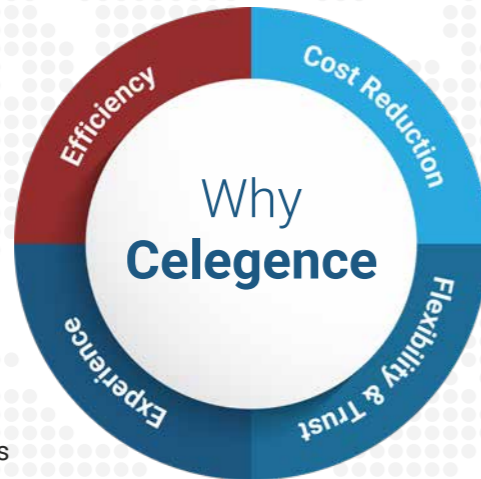 Efficiency
Cost Reduction
Why
Celegence
Experience
Flexibility & Trust
s